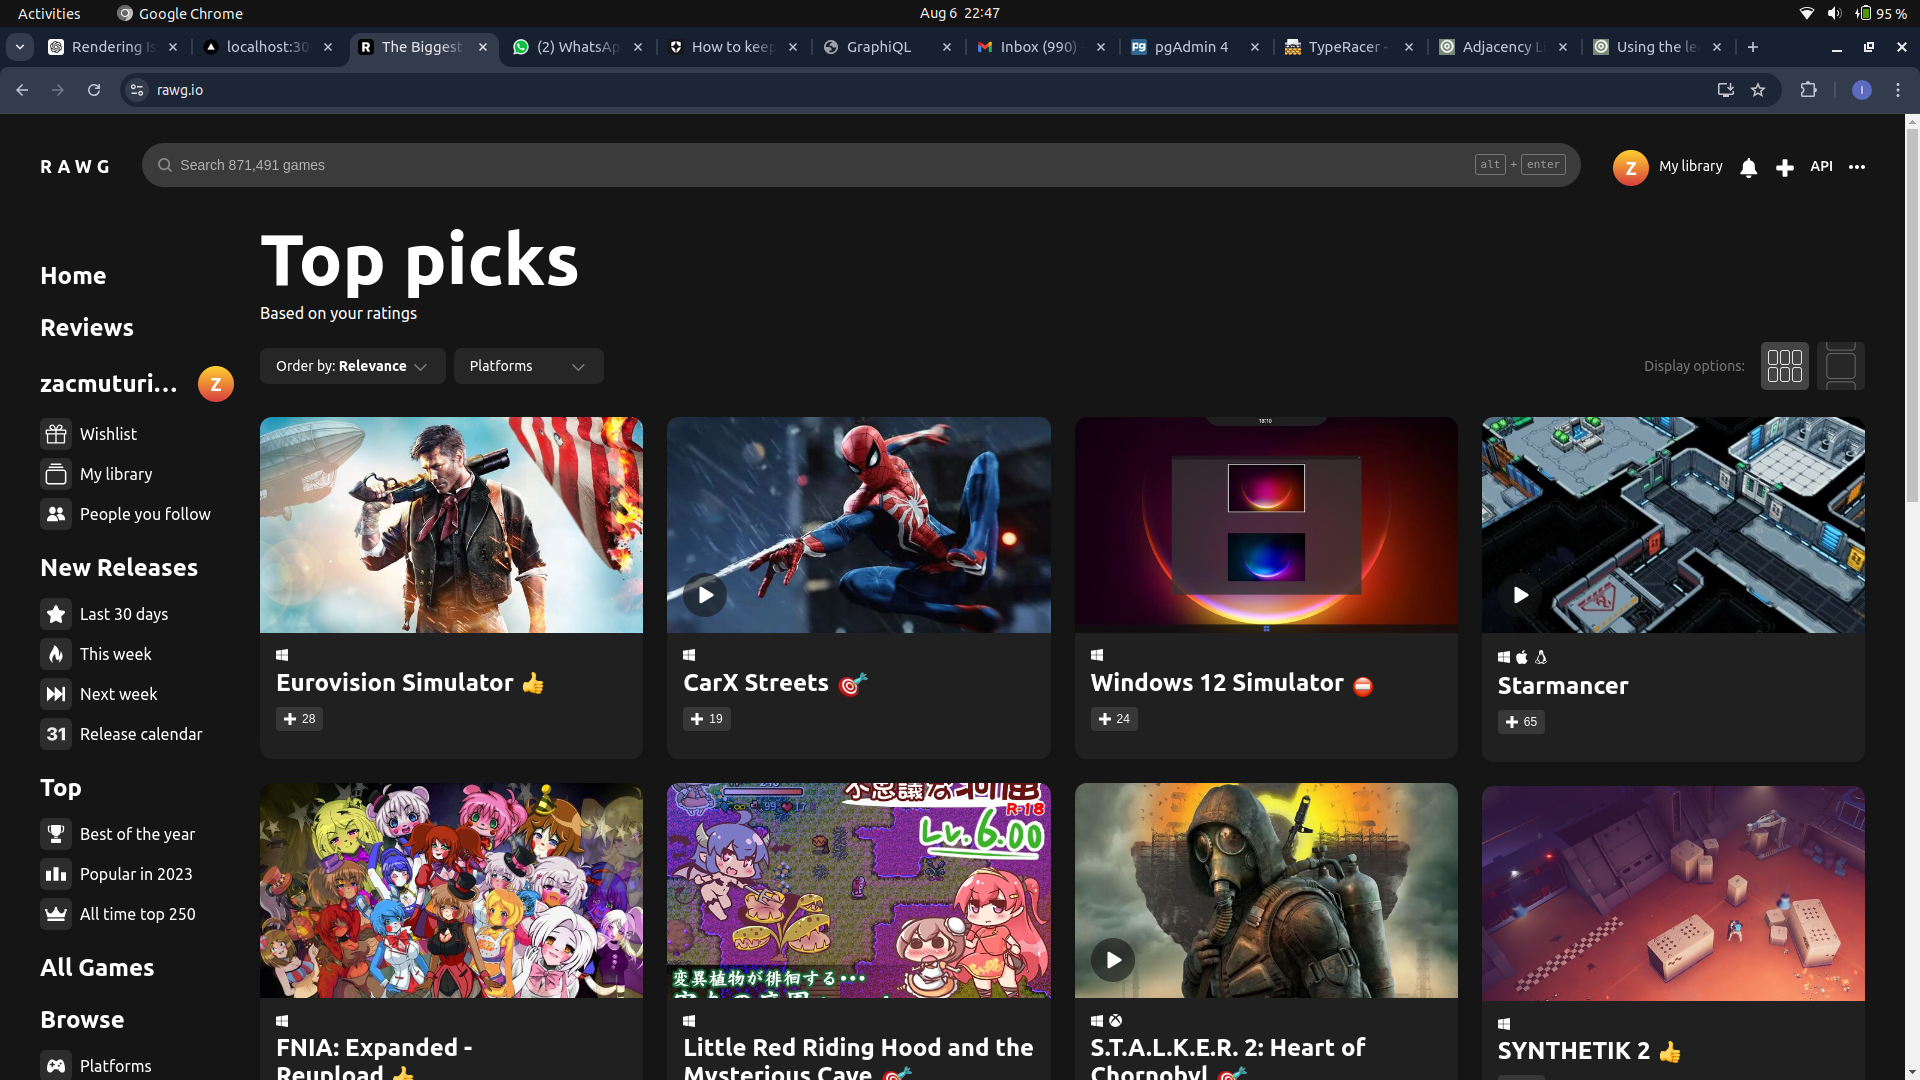 Activities
Google Chrome
Aug 6 22:47
95 %
Rendering Is
localhost:30
The Biggest
(2) WhatsAp
How to keep
GraphiQL
Inbox (990)
pgAdmin 4
TypeRacer -
Adjacency Li
Using the le
rawg.io
RAWG
Search 871,491 games
alt + enter
My library
API
Home
Reviews
zacmuturi...
Z
Wishlist
My library
People you follow
New Releases
Last 30 days
This week
Next week
31 Release calendar
Top
Best of the year
Popular in 2023
All time top 250
All Games
Browse
Platforms
Top picks
Based on your ratings
Order by: Relevance
Platforms
Display options:
Eurovision Simulator 👍
28
CarX Streets 🎯
19
Windows 12 Simulator ⛔
24
Starmancer
65
R-18
Lv.6.00
変異植物が徘徊する・・・
FNIA: Expanded -
Reupload 👍
Little Red Riding Hood and the
Mysterious Cave 🎯
S.T.A.L.K.E.R. 2: Heart of
Chornobyl 🎯
SYNTHETIK 2 👍